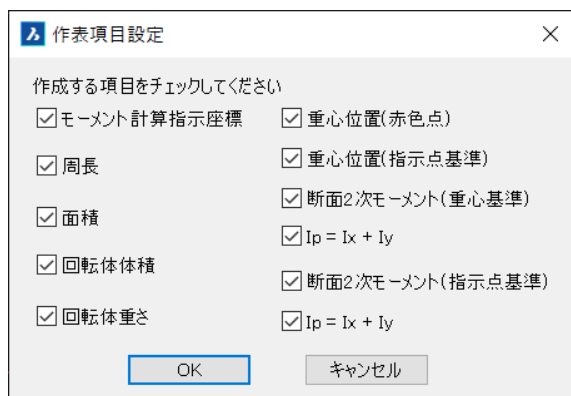 作表項目設定
作成する項目をチェックしてください
モーメント計算指示座標
周長
面積
回転体体積
回転体重さ
重心位置(赤色点)
重心位置(指示点基準)
断面2次モーメント(重心基準)
Ip = Ix + Iy
断面2次モーメント(指示点基準)
Ip = Ix + Iy
OK
キャンセル